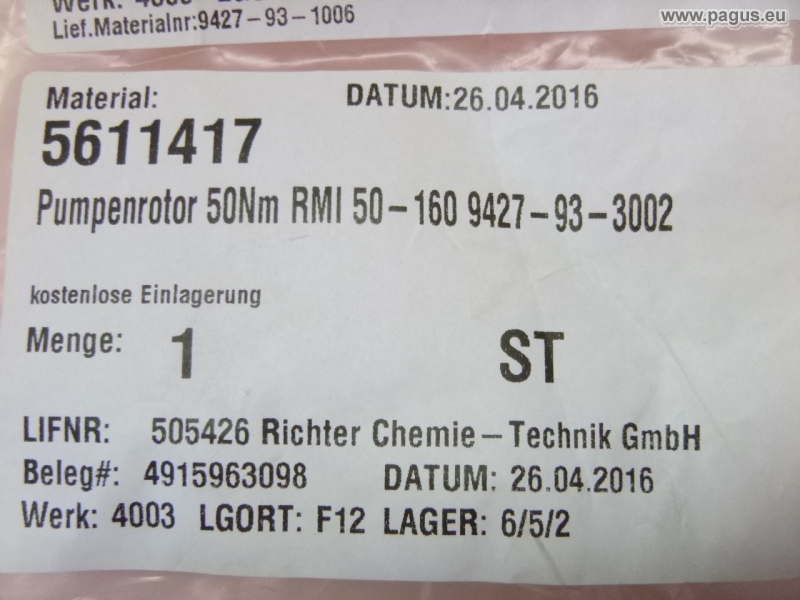 www.pagus.eu
Werk: 4003
Lief.Materialnr:9427-93-1006
Material: DATUM:26.04.2016
5611417
Pumpenrotor 50Nm RMI 50-160 9427-93-3002
kostenlose Einlagerung
Menge: 1 ST
LIFNR: 505426 Richter Chemie-Technik GmbH
Beleg#: 4915963098 DATUM: 26.04.2016
Werk: 4003 LGORT: F12 LAGER: 6/5/2